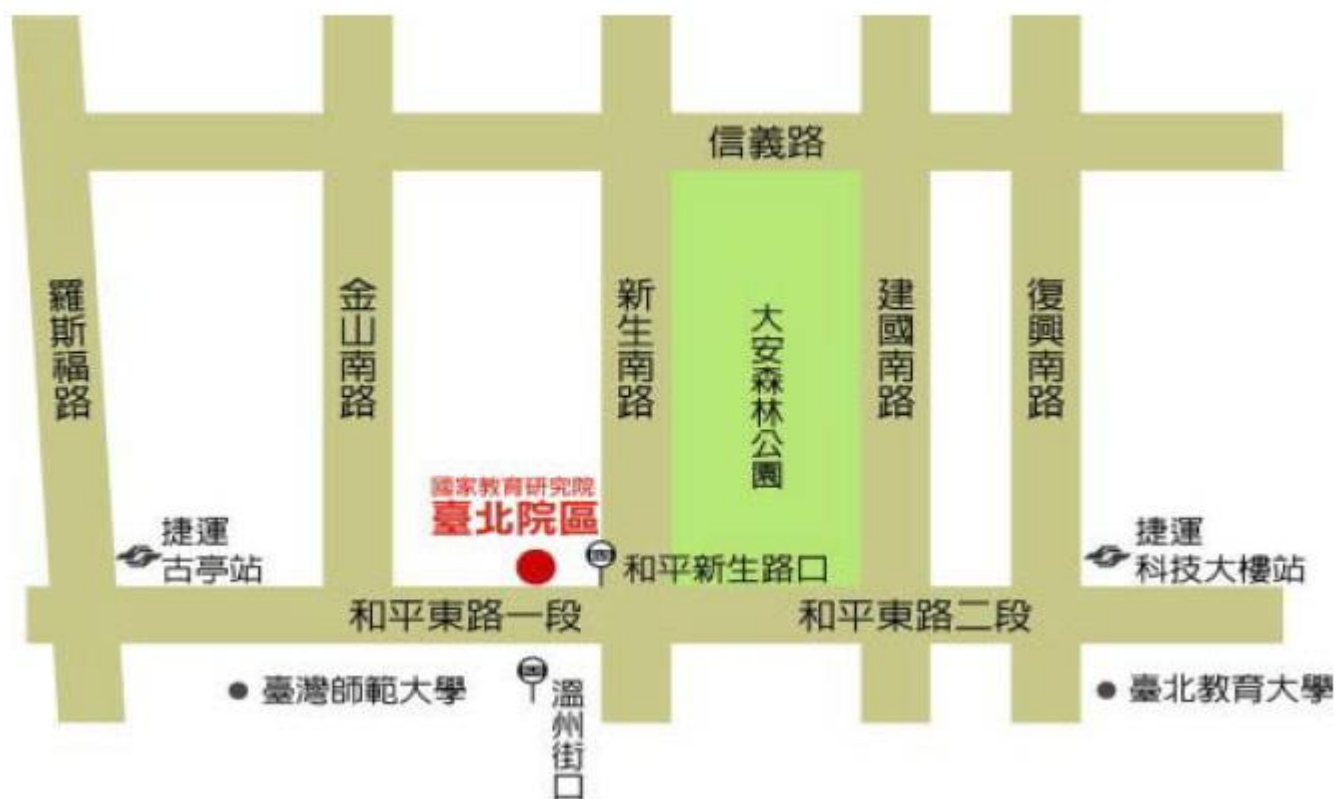 信義路
羅斯福路
金山南路
新生南路
大安森林公園
建國南路
復興南路
國家教育研究院
臺北院區
捷運
古亭站
和平新生路口
捷運
科技大樓站
和平東路一段
和平東路二段
臺灣師範大學
溫州街口
臺北教育大學